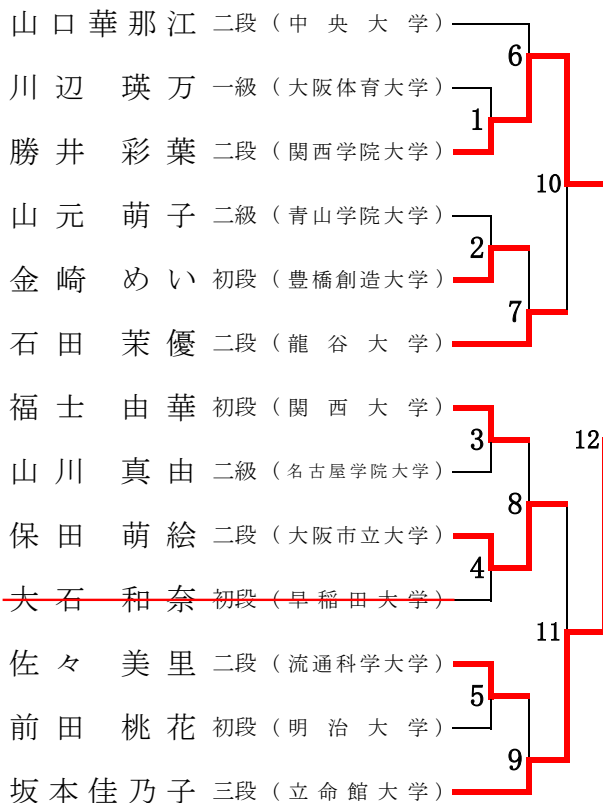 山口華那江 二段 (中央大学)
6
川辺 瑛万 一級 (大阪体育大学)
1
勝井 彩葉 二段 (関西学院大学)
10
山元 萌子 二級 (青山学院大学)
2
金崎 めい 初段 (豊橋創造大学)
7
石田 茉優 二段 (龍谷大学)
福士 由華 初段 (関西大学)
3
12
山川 真由 二級 (名古屋学院大学)
8
保田 萌絵 二段 (大阪市立大学)
4
大石 和奈 初段 (早稲田大学)
11
佐々 美里 二段 (流通科学大学)
5
前田 桃花 初段 (明治大学)
9
坂本佳乃子 三段 (立命館大学)